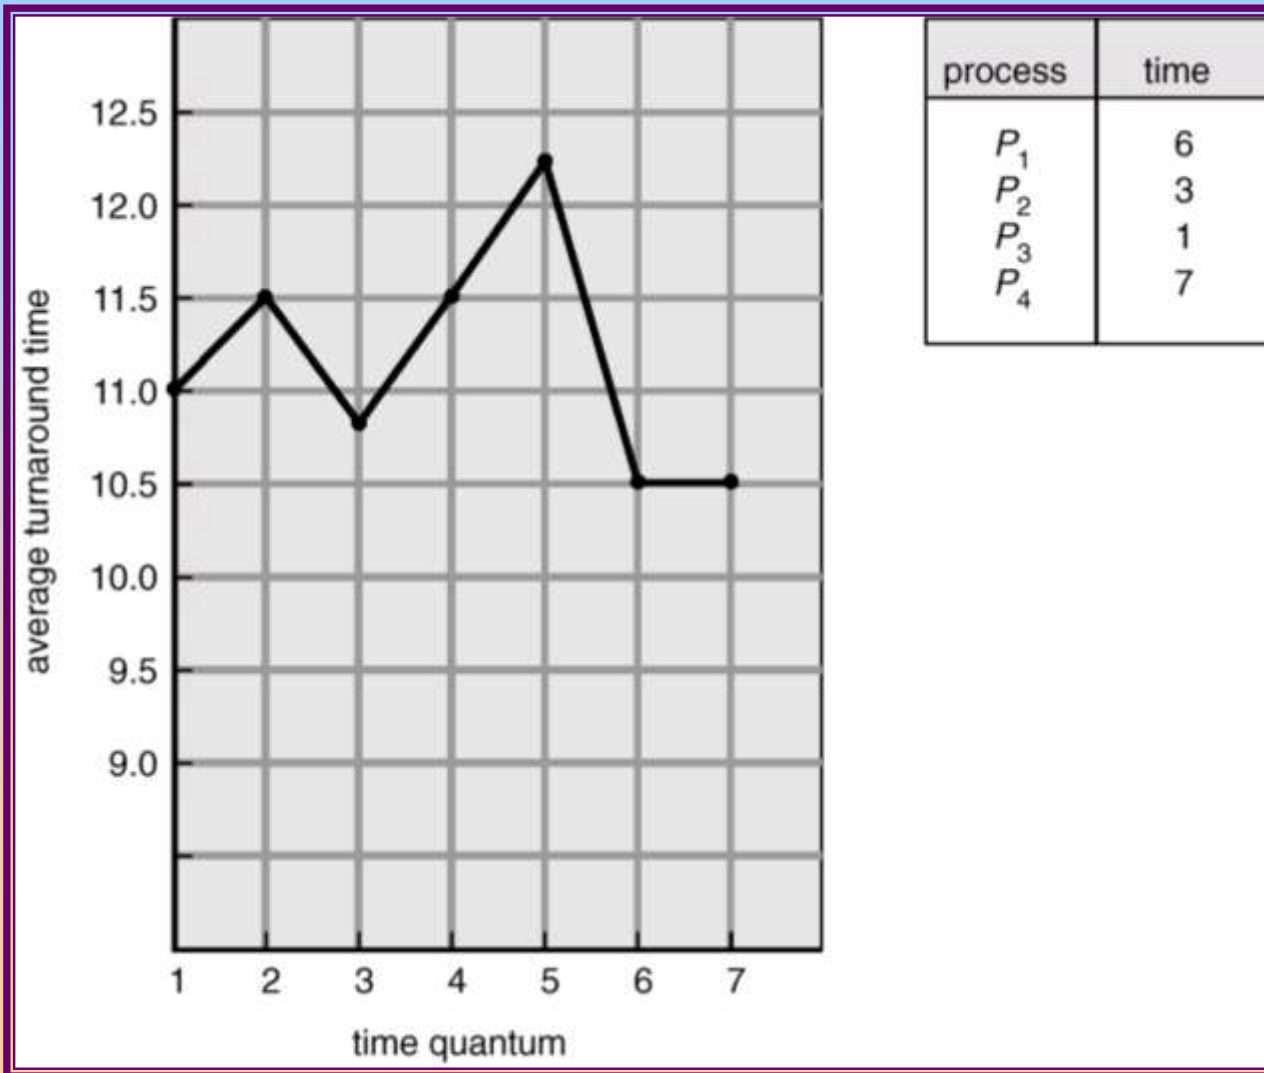 12.5
12.0
11.5
11.0
10.5
10.0
9.5
9.0
average turnaround time
1 2 3 4 5 6 7
time quantum
process time
P1 6
P2 3
P3 1
P4 7